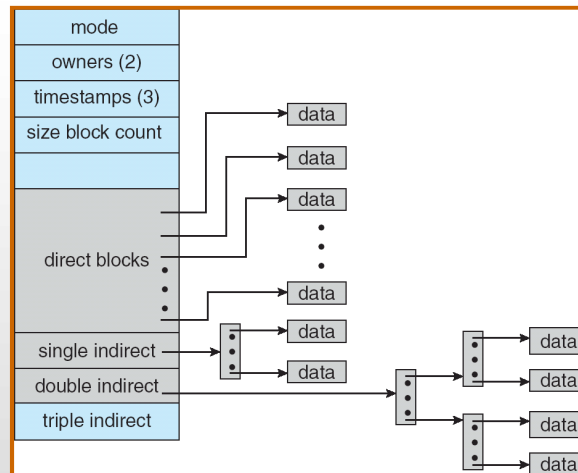 mode
owners (2)
timestamps (3)
size block count
direct blocks
single indirect
double indirect
triple indirect
data
data
data
data
data
data
data
data
data
data